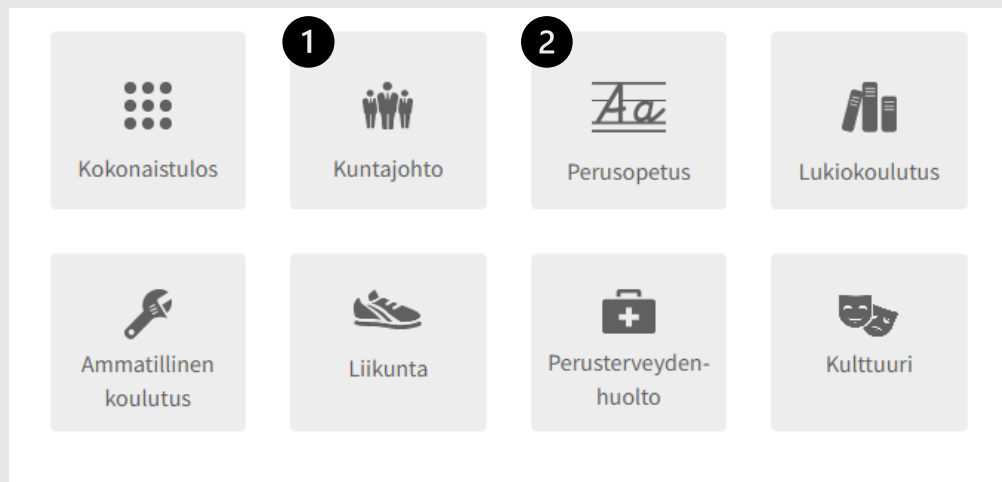 1
2
Kokonaistulos
Kuntajohto
Aa
Perusopetus
Lukiokoulutus
Ammatillinen
koulutus
Liikunta
Perusterveyden-
huolto
Kulttuuri